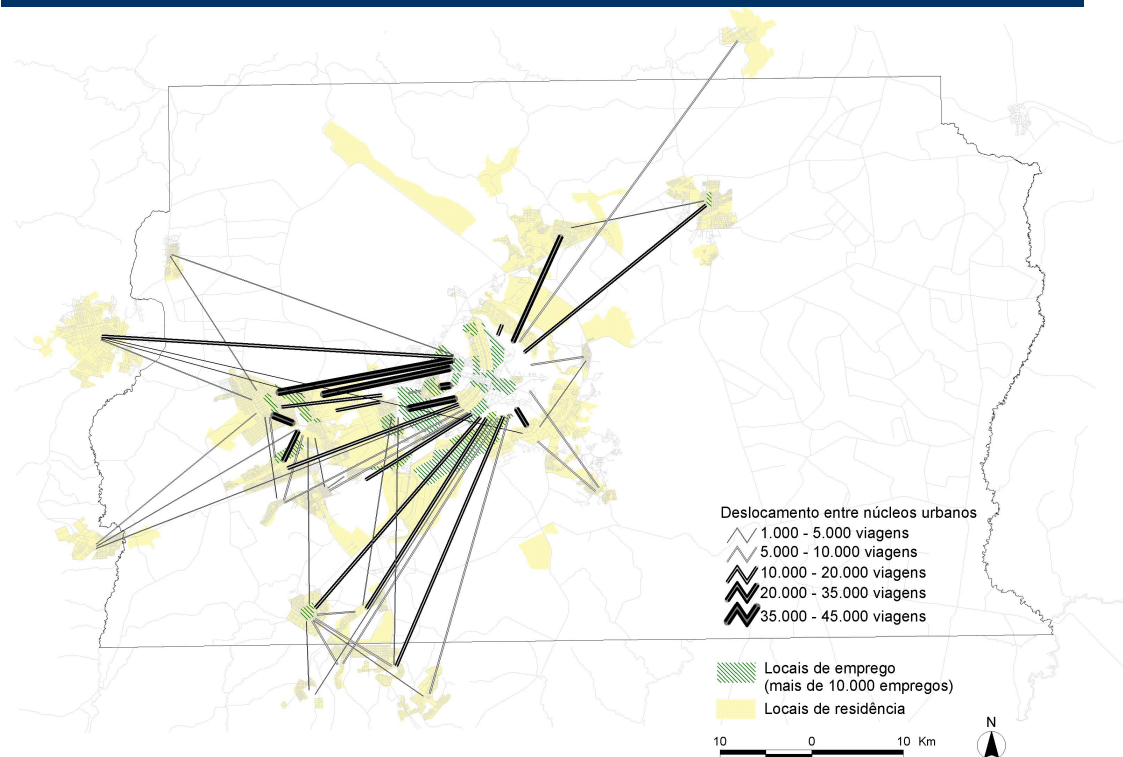 Deslocamento entre núcleos urbanos
1.000 - 5.000 viagens
5.000 - 10.000 viagens
10.000 - 20.000 viagens
20.000 - 35.000 viagens
35.000 - 45.000 viagens
Locais de emprego
(mais de 10.000 empregos)
Locais de residência
N
10 0 10 Km